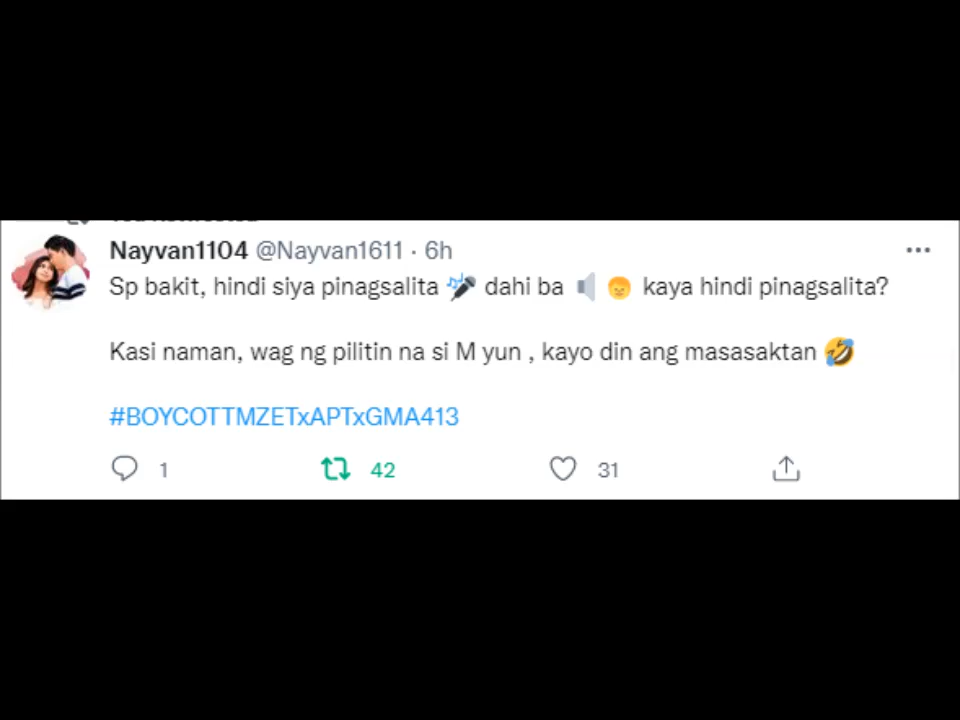 Nayvan1104 @Nayvan1611 · 6h
Sp bakit, hindi siya pinagsalita 🎤 dahi ba 🔈 👦 kaya hindi pinagsalita?
Kasi naman, wag ng pilitin na si M yun , kayo din ang masasaktan 🤣
#BOYCOTTMZETxAPTxGMA413
1 42 31